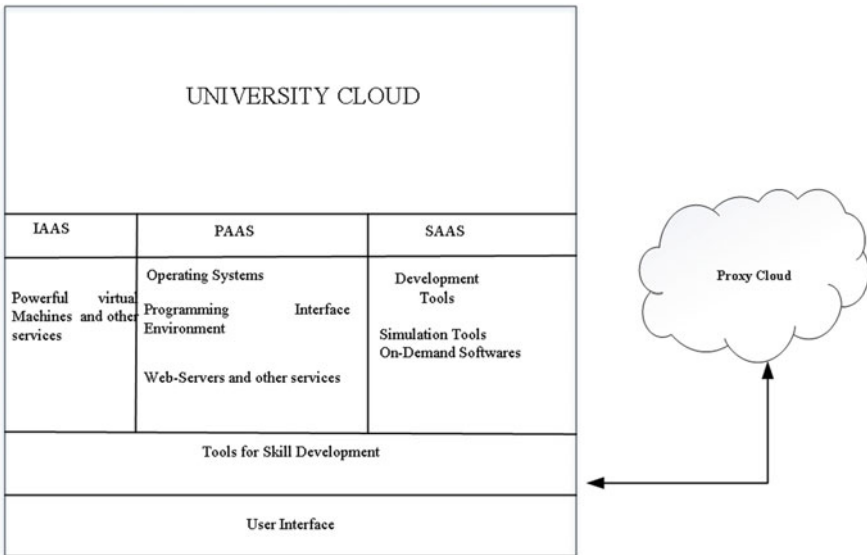 UNIVERSITY CLOUD
IAAS
PAAS
SAAS
Powerful virtual
Machines and other
services
Operating Systems
Programming Interface
Environment
Web-Servers and other services
Development
Tools
Simulation Tools
On-Demand Softwares
Tools for Skill Development
User Interface
Proxy Cloud